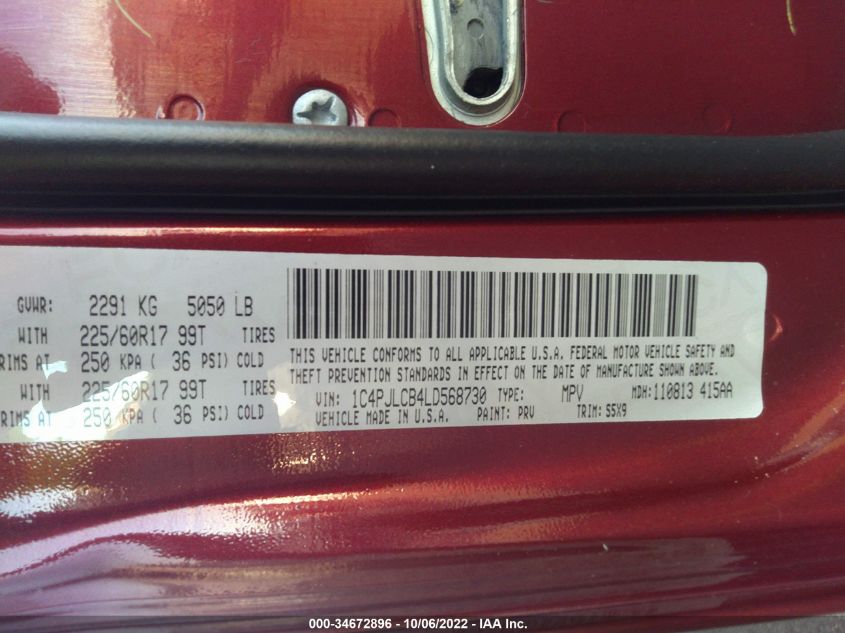 GVWR: 2291 KG 5050 LB
WITH 225/60R17 99T TIRES
RIMS AT 250 KPA ( 36 PSI) COLD
WITH 225/60R17 99T TIRES
RIMS AT 250 KPA ( 36 PSI) COLD
THIS VEHICLE CONFORMS TO ALL APPLICABLE U.S.A. FEDERAL MOTOR VEHICLE SAFETY AND
THEFT PREVENTION STANDARDS IN EFFECT ON THE DATE OF MANUFACTURE SHOWN ABOVE.
VIN: 1C4PJLCB4LD568730 TYPE: MPV MDH: 110813 415AA
VEHICLE MADE IN U.S.A. PAINT: PRV TRIM: S5X9
000-34672896 - 10/06/2022 - IAA Inc.